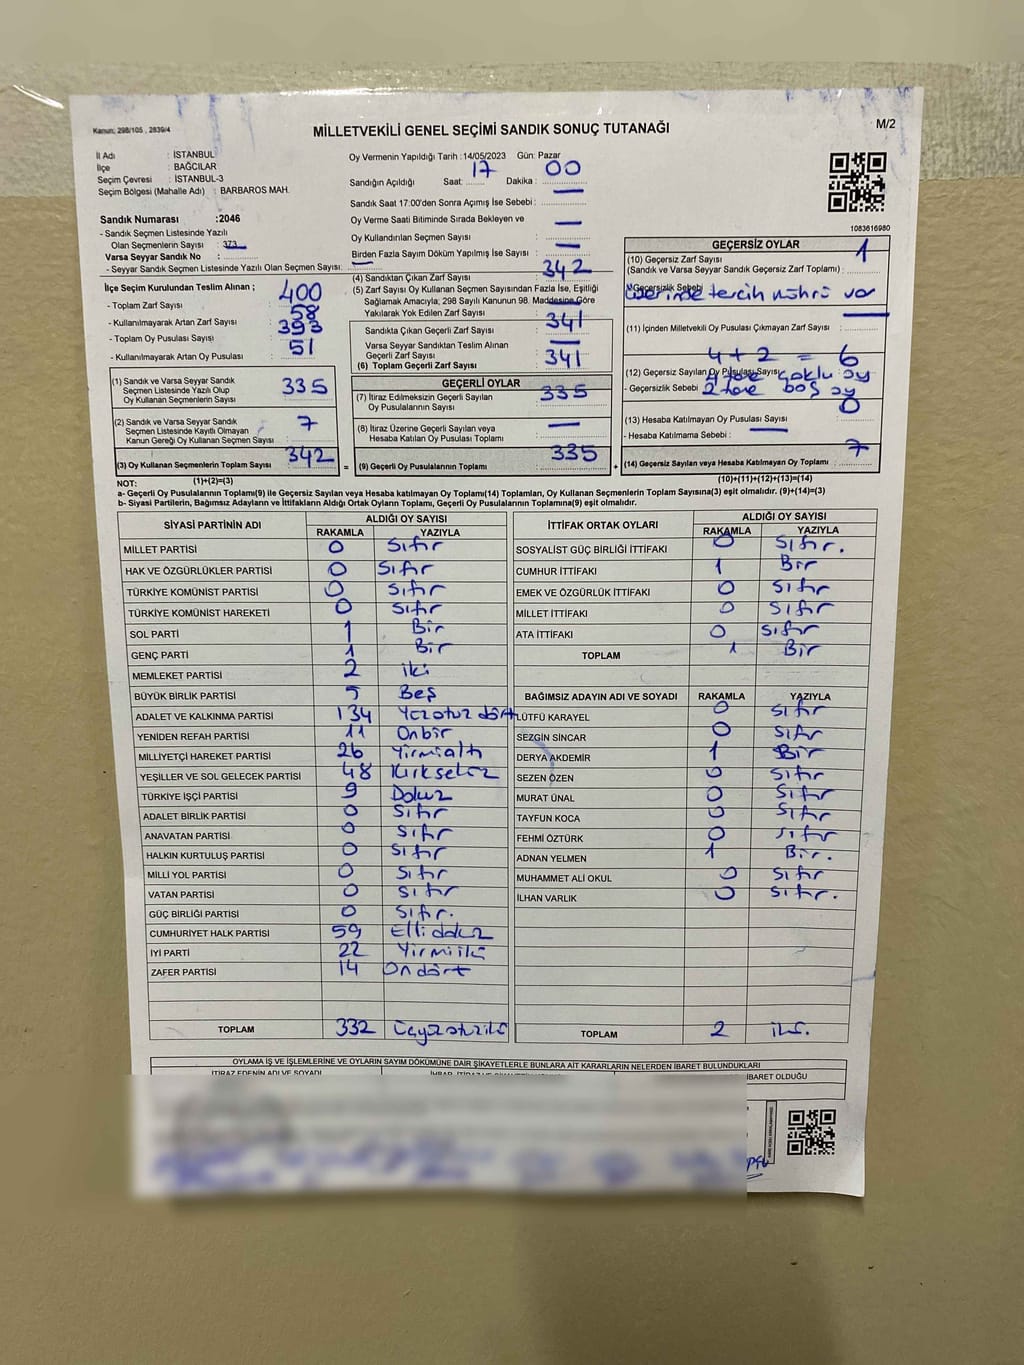 Kanun; 298/105 , 2839/4
MİLLETVEKİLİ GENEL SEÇİMİ SANDIK SONUÇ TUTANAĞI
M/2
İl Adı : İSTANBUL
İlçe : BAĞCILAR
Seçim Çevresi : İSTANBUL-3
Seçim Bölgesi (Mahalle Adı) : BARBAROS MAH.
Sandık Numarası :2046
- Sandık Seçmen Listesinde Yazılı
Olan Seçmenlerin Sayısı : 373
Varsa Seyyar Sandık No :
- Seyyar Sandık Seçmen Listesinde Yazılı Olan Seçmen Sayısı:
İlçe Seçim Kurulundan Teslim Alınan ;
- Toplam Zarf Sayısı : 400
- Kullanılmayarak Artan Zarf Sayısı : 58
- Toplam Oy Pusulası Sayısı : 393
- Kullanılmayarak Artan Oy Pusulası : 51
(1) Sandık ve Varsa Seyyar Sandık
Seçmen Listesinde Yazılı Olup
Oy Kullanan Seçmenlerin Sayısı : 335
(2) Sandık ve Varsa Seyyar Sandık
Seçmen Listesinde Kayıtlı Olmayan
Kanun Gereği Oy Kullanan Seçmen Sayısı : 7
(3) Oy Kullanan Seçmenlerin Toplam Sayısı : 342
(1)+(2)=(3)
Oy Vermenin Yapıldığı Tarih :14/05/2023 Gün: Pazar
Sandığın Açıldığı Saat: 17 Dakika : 00
Sandık Saat 17:00'den Sonra Açımış İse Sebebi : —
Oy Verme Saati Bitiminde Sırada Bekleyen ve
Oy Kullandırılan Seçmen Sayısı : —
Birden Fazla Sayım Döküm Yapılmış İse Sayısı : —
(4) Sandıktan Çıkan Zarf Sayısı : 342
(5) Zarf Sayısı Oy Kullanan Seçmen Sayısından Fazla İse, Eşitliği
Sağlamak Amacıyla, 298 Sayılı Kanunun 98. Maddesine Göre
Yakılarak Yok Edilen Zarf Sayısı : —
Sandıkta Çıkan Geçerli Zarf Sayısı : 341
Varsa Seyyar Sandıktan Teslim Alınan
Geçerli Zarf Sayısı : —
(6) Toplam Geçerli Zarf Sayısı : 341
GEÇERLİ OYLAR
(7) İtiraz Edilmeksizin Geçerli Sayılan
Oy Pusulalarının Sayısı : 335
(8) İtiraz Üzerine Geçerli Sayılan veya
Hesaba Katılan Oy Pusulası Toplamı : —
= (9) Geçerli Oy Pusulalarının Toplamı : 335
1083616980
GEÇERSİZ OYLAR
(10) Geçersiz Zarf Sayısı
(Sandık ve Varsa Seyyar Sandık Geçersiz Zarf Toplamı) : 1
- Geçersizlik Sebebi
üzerinde tercih mührü var
(11) İçinden Milletvekili Oy Pusulası Çıkmayan Zarf Sayısı : —
(12) Geçersiz Sayılan Oy Pusulası Sayısı : 4 + 2 = 6
- Geçersizlik Sebebi : 4 tane çoklu oy
2 tane boş oy
(13) Hesaba Katılmayan Oy Pusulası Sayısı : 0
- Hesaba Katılmama Sebebi : —
+ (14) Geçersiz Sayılan veya Hesaba Katılmayan Oy Toplamı : 7
(10)+(11)+(12)+(13)=(14)
NOT:
a- Geçerli Oy Pusulalarının Toplamı(9) ile Geçersiz Sayılan veya Hesaba katılmayan Oy Toplamı(14) Toplamları, Oy Kullanan Seçmenlerin Toplam Sayısına(3) eşit olmalıdır. (9)+(14)=(3)
b- Siyasi Partilerin, Bağımsız Adayların ve İttifakların Aldığı Ortak Oyların Toplamı, Geçerli Oy Pusulalarının Toplamına(9) eşit olmalıdır.
SİYASİ PARTİNİN ADI ALDIĞI OY SAYISI
RAKAMLA YAZIYLA
MİLLET PARTİSİ 0 Sıfır
HAK VE ÖZGÜRLÜKLER PARTİSİ 0 Sıfır
TÜRKİYE KOMÜNİST PARTİSİ 0 Sıfır
TÜRKİYE KOMÜNİST HAREKETİ 0 Sıfır
SOL PARTİ 1 Bir
GENÇ PARTİ 1 Bir
MEMLEKET PARTİSİ 2 iki
BÜYÜK BİRLİK PARTİSİ 5 Beş
ADALET VE KALKINMA PARTİSİ 134 Yüzotuz dört
YENİDEN REFAH PARTİSİ 11 Onbir
MİLLİYETÇİ HAREKET PARTİSİ 26 Yirmialtı
YEŞİLLER VE SOL GELECEK PARTİSİ 48 Kırksekiz
TÜRKİYE İŞÇİ PARTİSİ 9 Dokuz
ADALET BİRLİK PARTİSİ 0 Sıfır
ANAVATAN PARTİSİ 0 Sıfır
HALKIN KURTULUŞ PARTİSİ 0 Sıfır
MİLLİ YOL PARTİSİ 0 Sıfır
VATAN PARTİSİ 0 Sıfır
GÜÇ BİRLİĞİ PARTİSİ 0 Sıfır.
CUMHURİYET HALK PARTİSİ 59 Elli dokuz
İYİ PARTİ 22 Yirmiiki
ZAFER PARTİSİ 14 Ondört
TOPLAM 332 Üçyüzotuziki
İTTİFAK ORTAK OYLARI ALDIĞI OY SAYISI
RAKAMLA YAZIYLA
SOSYALİST GÜÇ BİRLİĞİ İTTİFAKI 0 Sıfır.
CUMHUR İTTİFAKI 1 Bir
EMEK VE ÖZGÜRLÜK İTTİFAKI 0 Sıfır
MİLLET İTTİFAKI 0 Sıfır
ATA İTTİFAKI 0 Sıfır
TOPLAM 1 Bir
BAĞIMSIZ ADAYIN ADI VE SOYADI RAKAMLA YAZIYLA
LÜTFÜ KARAYEL 0 Sıfır
SEZGİN SİNCAR 0 Sıfır
DERYA AKDEMİR 1 Bir
SEZEN ÖZEN 0 Sıfır
MURAT ÜNAL 0 Sıfır
TAYFUN KOCA 0 Sıfır
FEHMİ ÖZTÜRK 0 Sıfır
ADNAN YELMEN 1 Bir.
MUHAMMET ALİ OKUL 0 Sıfır
İLHAN VARLIK 0 Sıfır.
TOPLAM 2 iki.
OYLAMA İŞ VE İŞLEMLERİNE VE OYLARIN SAYIM DÖKÜMÜNE DAİR ŞİKAYETLERLE BUNLARA AİT KARARLARIN NELERDEN İBARET BULUNDUKLARI
İTİRAZ EDENİN ADI VE SOYADI
İBARET OLDUĞU